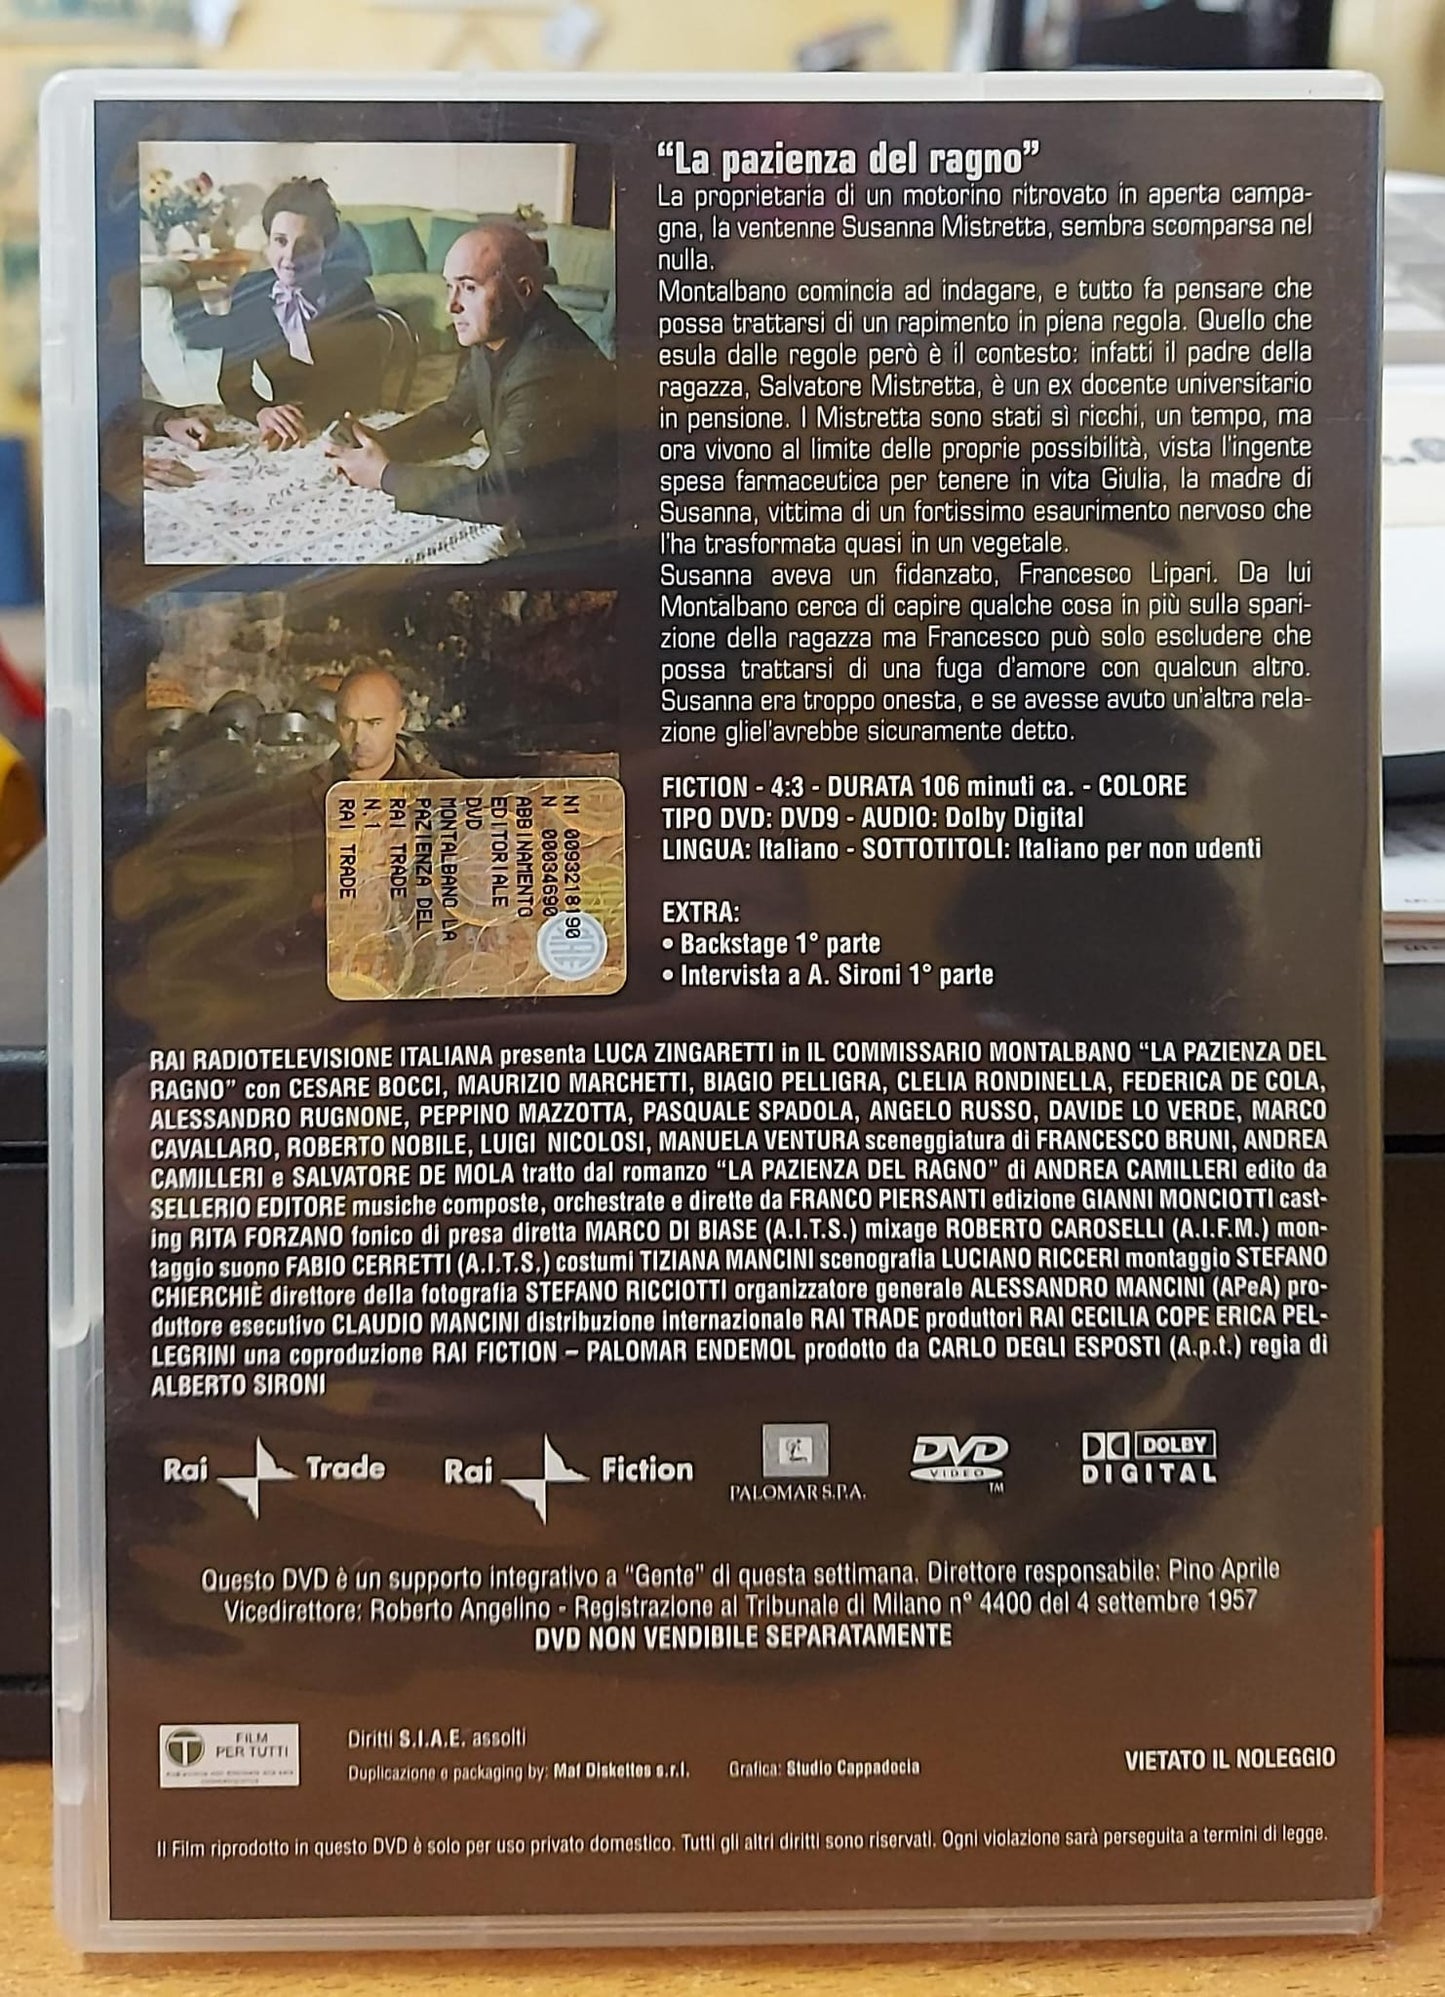 “La pazienza del ragno”
La proprietaria di un motorino ritrovato in aperta campa-
gna, la ventenne Susanna Mistretta, sembra scomparsa nel
nulla.
Montalbano comincia ad indagare, e tutto fa pensare che
possa trattarsi di un rapimento in piena regola. Quello che
esula dalle regole però è il contesto: infatti il padre della
ragazza, Salvatore Mistretta, è un ex docente universitario
in pensione. I Mistretta sono stati sì ricchi, un tempo, ma
ora vivono al limite delle proprie possibilità, vista l'ingente
spesa farmaceutica per tenere in vita Giulia, la madre di
Susanna, vittima di un fortissimo esaurimento nervoso che
l'ha trasformata quasi in un vegetale.
Susanna aveva un fidanzato, Francesco Lipari. Da lui
Montalbano cerca di capire qualche cosa in più sulla spari-
zione della ragazza ma Francesco può solo escludere che
possa trattarsi di una fuga d'amore con qualcun altro.
Susanna era troppo onesta, e se avesse avuto un'altra rela-
zione gliel'avrebbe sicuramente detto.
FICTION - 4:3 - DURATA 106 minuti ca. - COLORE
TIPO DVD: DVD9 - AUDIO: Dolby Digital
LINGUA: Italiano - SOTTOTITOLI: Italiano per non udenti
EXTRA:
• Backstage 1° parte
• Intervista a A. Sironi 1° parte
N1 0093218190
N 00034690
ABBINAMENTO
EDITORIALE
DVD
MONTALBANO LA
PAZIENZA DEL
RAI TRADE
N.1
RAI TRADE
RAI RADIOTELEVISIONE ITALIANA presenta LUCA ZINGARETTI in IL COMMISSARIO MONTALBANO “LA PAZIENZA DEL
RAGNO” con CESARE BOCCI, MAURIZIO MARCHETTI, BIAGIO PELLIGRA, CLELIA RONDINELLA, FEDERICA DE COLA,
ALESSANDRO RUGNONE, PEPPINO MAZZOTTA, PASQUALE SPADOLA, ANGELO RUSSO, DAVIDE LO VERDE, MARCO
CAVALLARO, ROBERTO NOBILE, LUIGI NICOLOSI, MANUELA VENTURA sceneggiatura di FRANCESCO BRUNI, ANDREA
CAMILLERI e SALVATORE DE MOLA tratto dal romanzo “LA PAZIENZA DEL RAGNO” di ANDREA CAMILLERI edito da
SELLERIO EDITORE musiche composte, orchestrate e dirette da FRANCO PIERSANTI edizione GIANNI MONCIOTTI cast-
ing RITA FORZANO fonico di presa diretta MARCO DI BIASE (A.I.T.S.) mixage ROBERTO CAROSELLI (A.I.F.M.) mon-
taggio suono FABIO CERRETTI (A.I.T.S.) costumi TIZIANA MANCINI scenografia LUCIANO RICCERI montaggio STEFANO
CHIERCHIÈ direttore della fotografia STEFANO RICCIOTTI organizzatore generale ALESSANDRO MANCINI (APeA) pro-
duttore esecutivo CLAUDIO MANCINI distribuzione internazionale RAI TRADE produttori RAI CECILIA COPE ERICA PEL-
LEGRINI una coproduzione RAI FICTION – PALOMAR ENDEMOL prodotto da CARLO DEGLI ESPOSTI (A.p.t.) regia di
ALBERTO SIRONI
Rai Trade
Rai Fiction
PALOMAR S.P.A.
DVD VIDEO TM
DOLBY DIGITAL
Questo DVD è un supporto integrativo a "Gente" di questa settimana. Direttore responsabile: Pino Aprile
Vicedirettore: Roberto Angelino - Registrazione al Tribunale di Milano n° 4400 del 4 settembre 1957
DVD NON VENDIBILE SEPARATAMENTE
T FILM PER TUTTI
Diritti S.I.A.E. assolti
Duplicazione e packaging by: Mat Diskettes s.r.l. Grafica: Studio Cappadocia
VIETATO IL NOLEGGIO
Il Film riprodotto in questo DVD è solo per uso privato domestico. Tutti gli altri diritti sono riservati. Ogni violazione sarà perseguita a termini di legge.